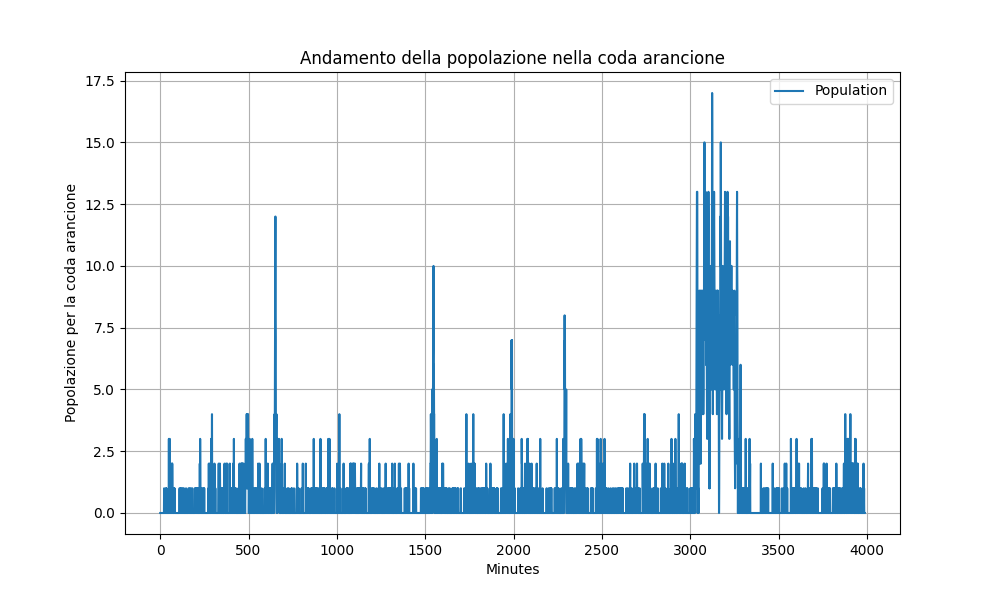 Andamento della popolazione nella coda arancione
17.5
15.0
12.5
10.0
7.5
5.0
2.5
0.0
Popolazione per la coda arancione
Population
0 500 1000 1500 2000 2500 3000 3500 4000
Minutes